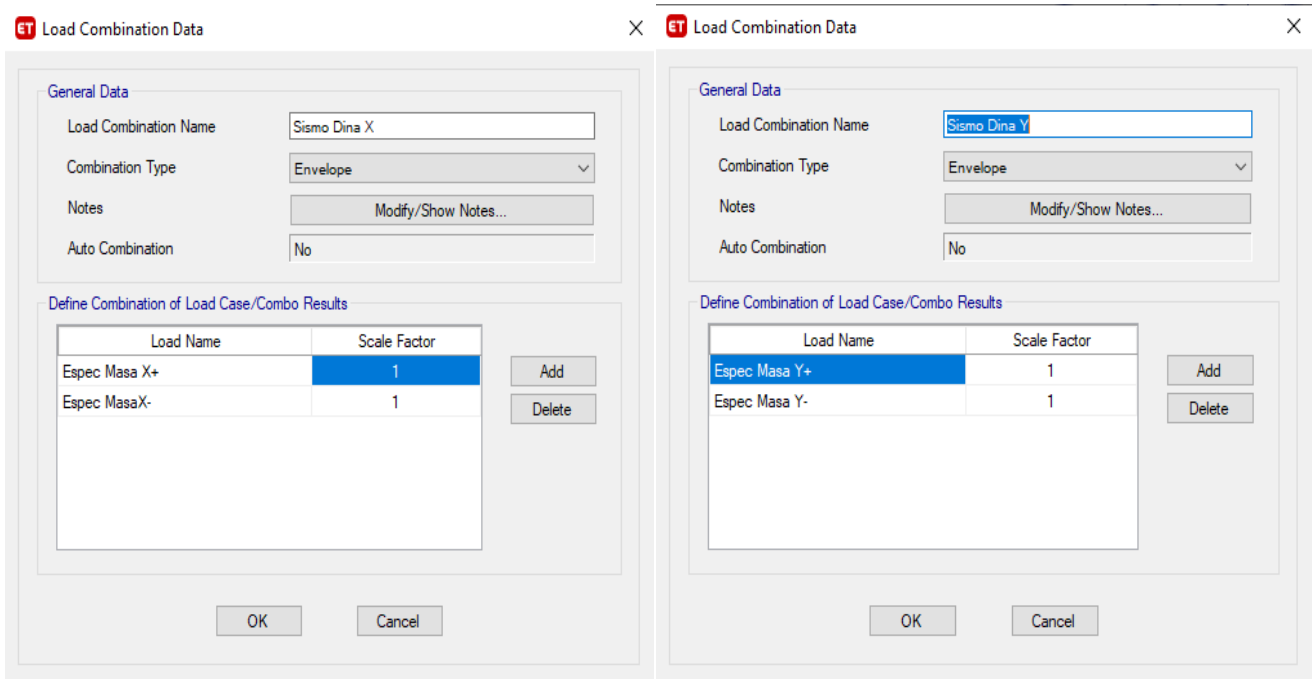 ET Load Combination Data
General Data
Load Combination Name Sismo Dina X
Combination Type Envelope
Notes Modify/Show Notes...
Auto Combination No
Define Combination of Load Case/Combo Results
Load Name Scale Factor
Espec Masa X+ 1 Add
Espec MasaX- 1 Delete
OK Cancel
ET Load Combination Data
General Data
Load Combination Name Sismo Dina Y
Combination Type Envelope
Notes Modify/Show Notes...
Auto Combination No
Define Combination of Load Case/Combo Results
Load Name Scale Factor
Espec Masa Y+ 1 Add
Espec Masa Y- 1 Delete
OK Cancel